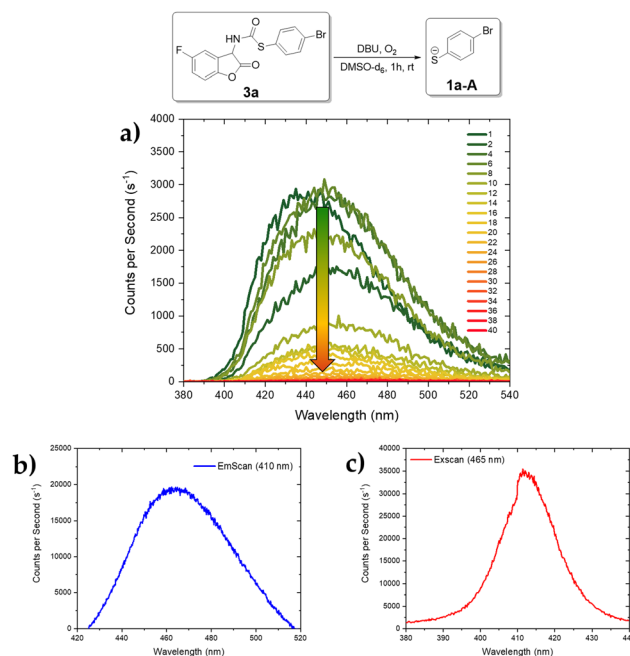 F
NH
O
S
Br
O
O
3a
DBU, O₂
DMSO-d₆, 1h, rt
Br
⊖
S
1a-A
a)
4000
3500
3000
2500
2000
1500
1000
500
0
Counts per Second (s⁻¹)
380 400 420 440 460 480 500 520 540
Wavelength (nm)
1
2
4
6
8
10
12
14
16
18
20
22
24
26
28
30
32
34
36
38
40
b)
EmScan (410 nm)
25000
20000
15000
10000
5000
0
Counts per Second (s⁻¹)
420 440 460 480 500 520
Wavelength (nm)
c)
Exscan (465 nm)
40000
35000
30000
25000
20000
15000
10000
5000
0
Counts per Second (s⁻¹)
380 400 420 440
Wavelength (nm)